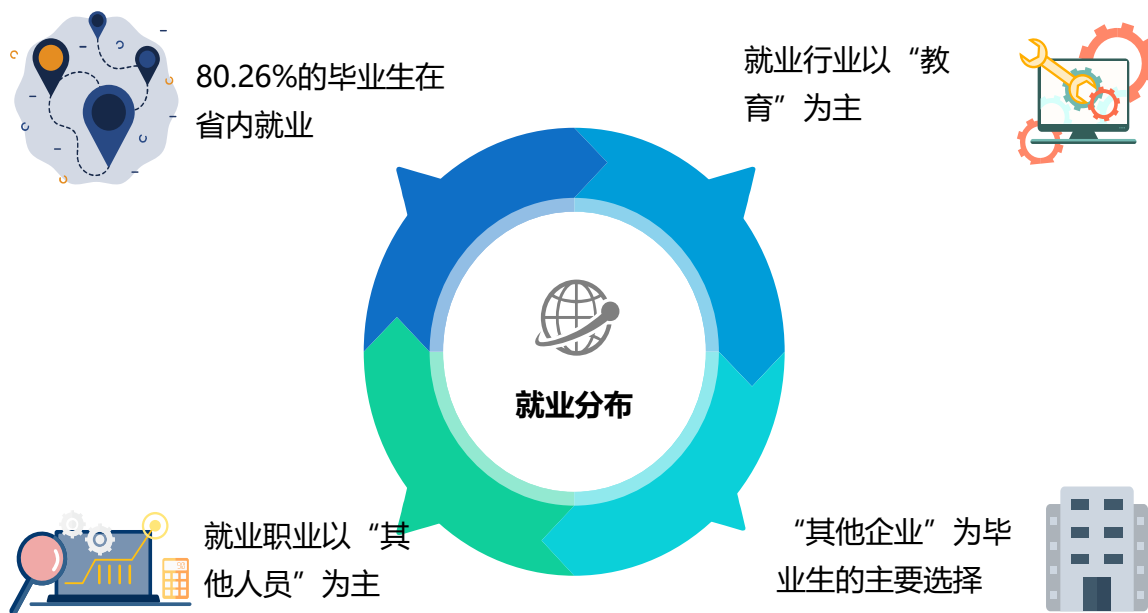 80.26%的毕业生在
省内就业
就业行业以“教
育”为主
就业分布
就业职业以“其
他人员”为主
“其他企业”为毕
业生的主要选择